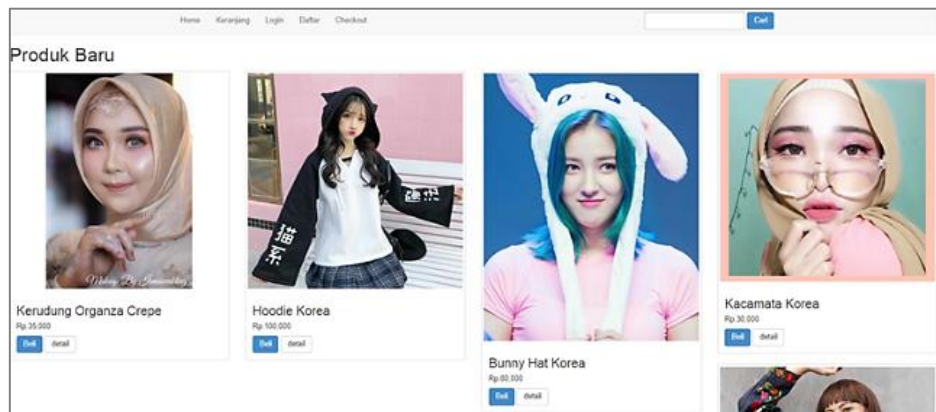 Home Keranjang Login Daftar Checkout Cari
Produk Baru
Kerudung Organza Crepe
Rp.35,000
Beli detail
Hoodie Korea
Rp.100,000
Beli detail
Bunny Hat Korea
Rp.60,000
Beli detail
Kacamata Korea
Rp.30,000
Beli detail